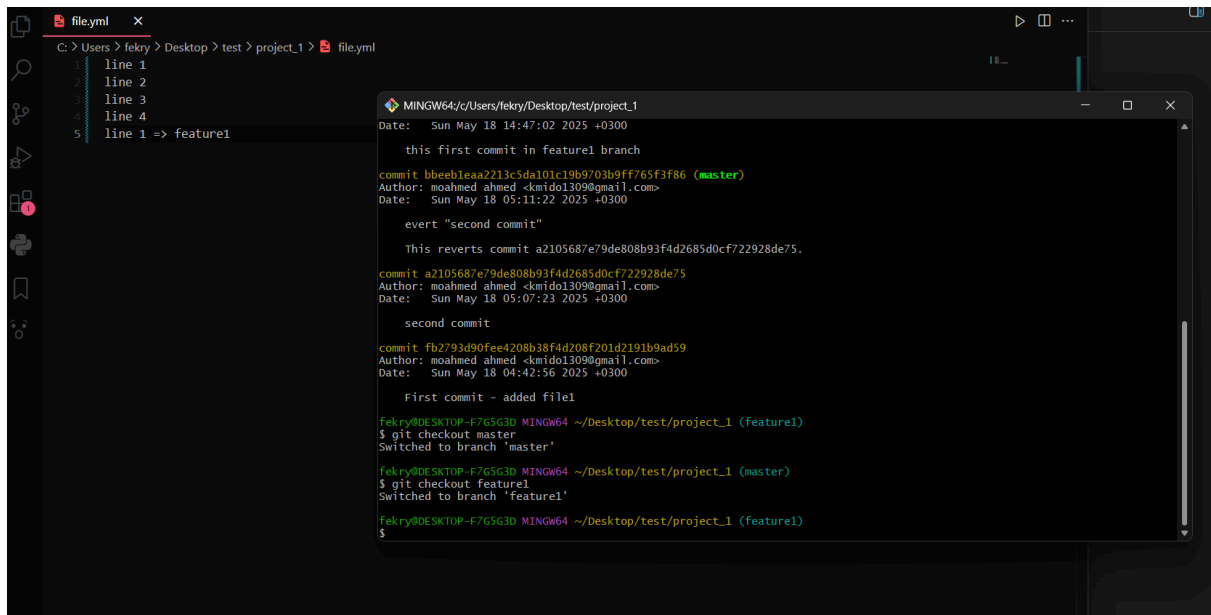 file.yml
C: > Users > fekry > Desktop > test > project_1 > file.yml
1 line 1
2 line 2
3 line 3
4 line 4
5 line 1 => feature1
1
MINGW64:/c/Users/fekry/Desktop/test/project_1
Date: Sun May 18 14:47:02 2025 +0300
this first commit in feature1 branch
commit bbeeb1eaa2213c5da101c19b9703b9ff765f3f86 (master)
Author: moahmed ahmed <kmido1309@gmail.com>
Date: Sun May 18 05:11:22 2025 +0300
evert "second commit"
This reverts commit a2105687e79de808b93f4d2685d0cf722928de75.
commit a2105687e79de808b93f4d2685d0cf722928de75
Author: moahmed ahmed <kmido1309@gmail.com>
Date: Sun May 18 05:07:23 2025 +0300
second commit
commit fb2793d90fee4208b38f4d208f201d2191b9ad59
Author: moahmed ahmed <kmido1309@gmail.com>
Date: Sun May 18 04:42:56 2025 +0300
First commit - added file1
fekry@DESKTOP-F7G5G3D MINGW64 ~/Desktop/test/project_1 (feature1)
$ git checkout master
Switched to branch 'master'
fekry@DESKTOP-F7G5G3D MINGW64 ~/Desktop/test/project_1 (master)
$ git checkout feature1
Switched to branch 'feature1'
fekry@DESKTOP-F7G5G3D MINGW64 ~/Desktop/test/project_1 (feature1)
$